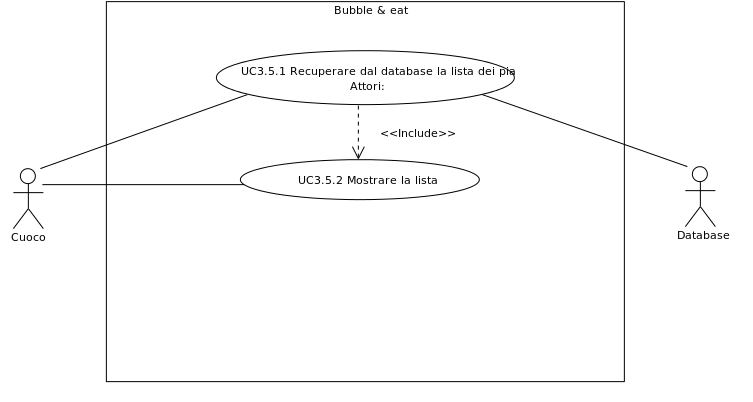 Bubble & eat
UC3.5.1 Recuperare dal database la lista dei pia
Attori:
<<Include>>
UC3.5.2 Mostrare la lista
Cuoco
Database